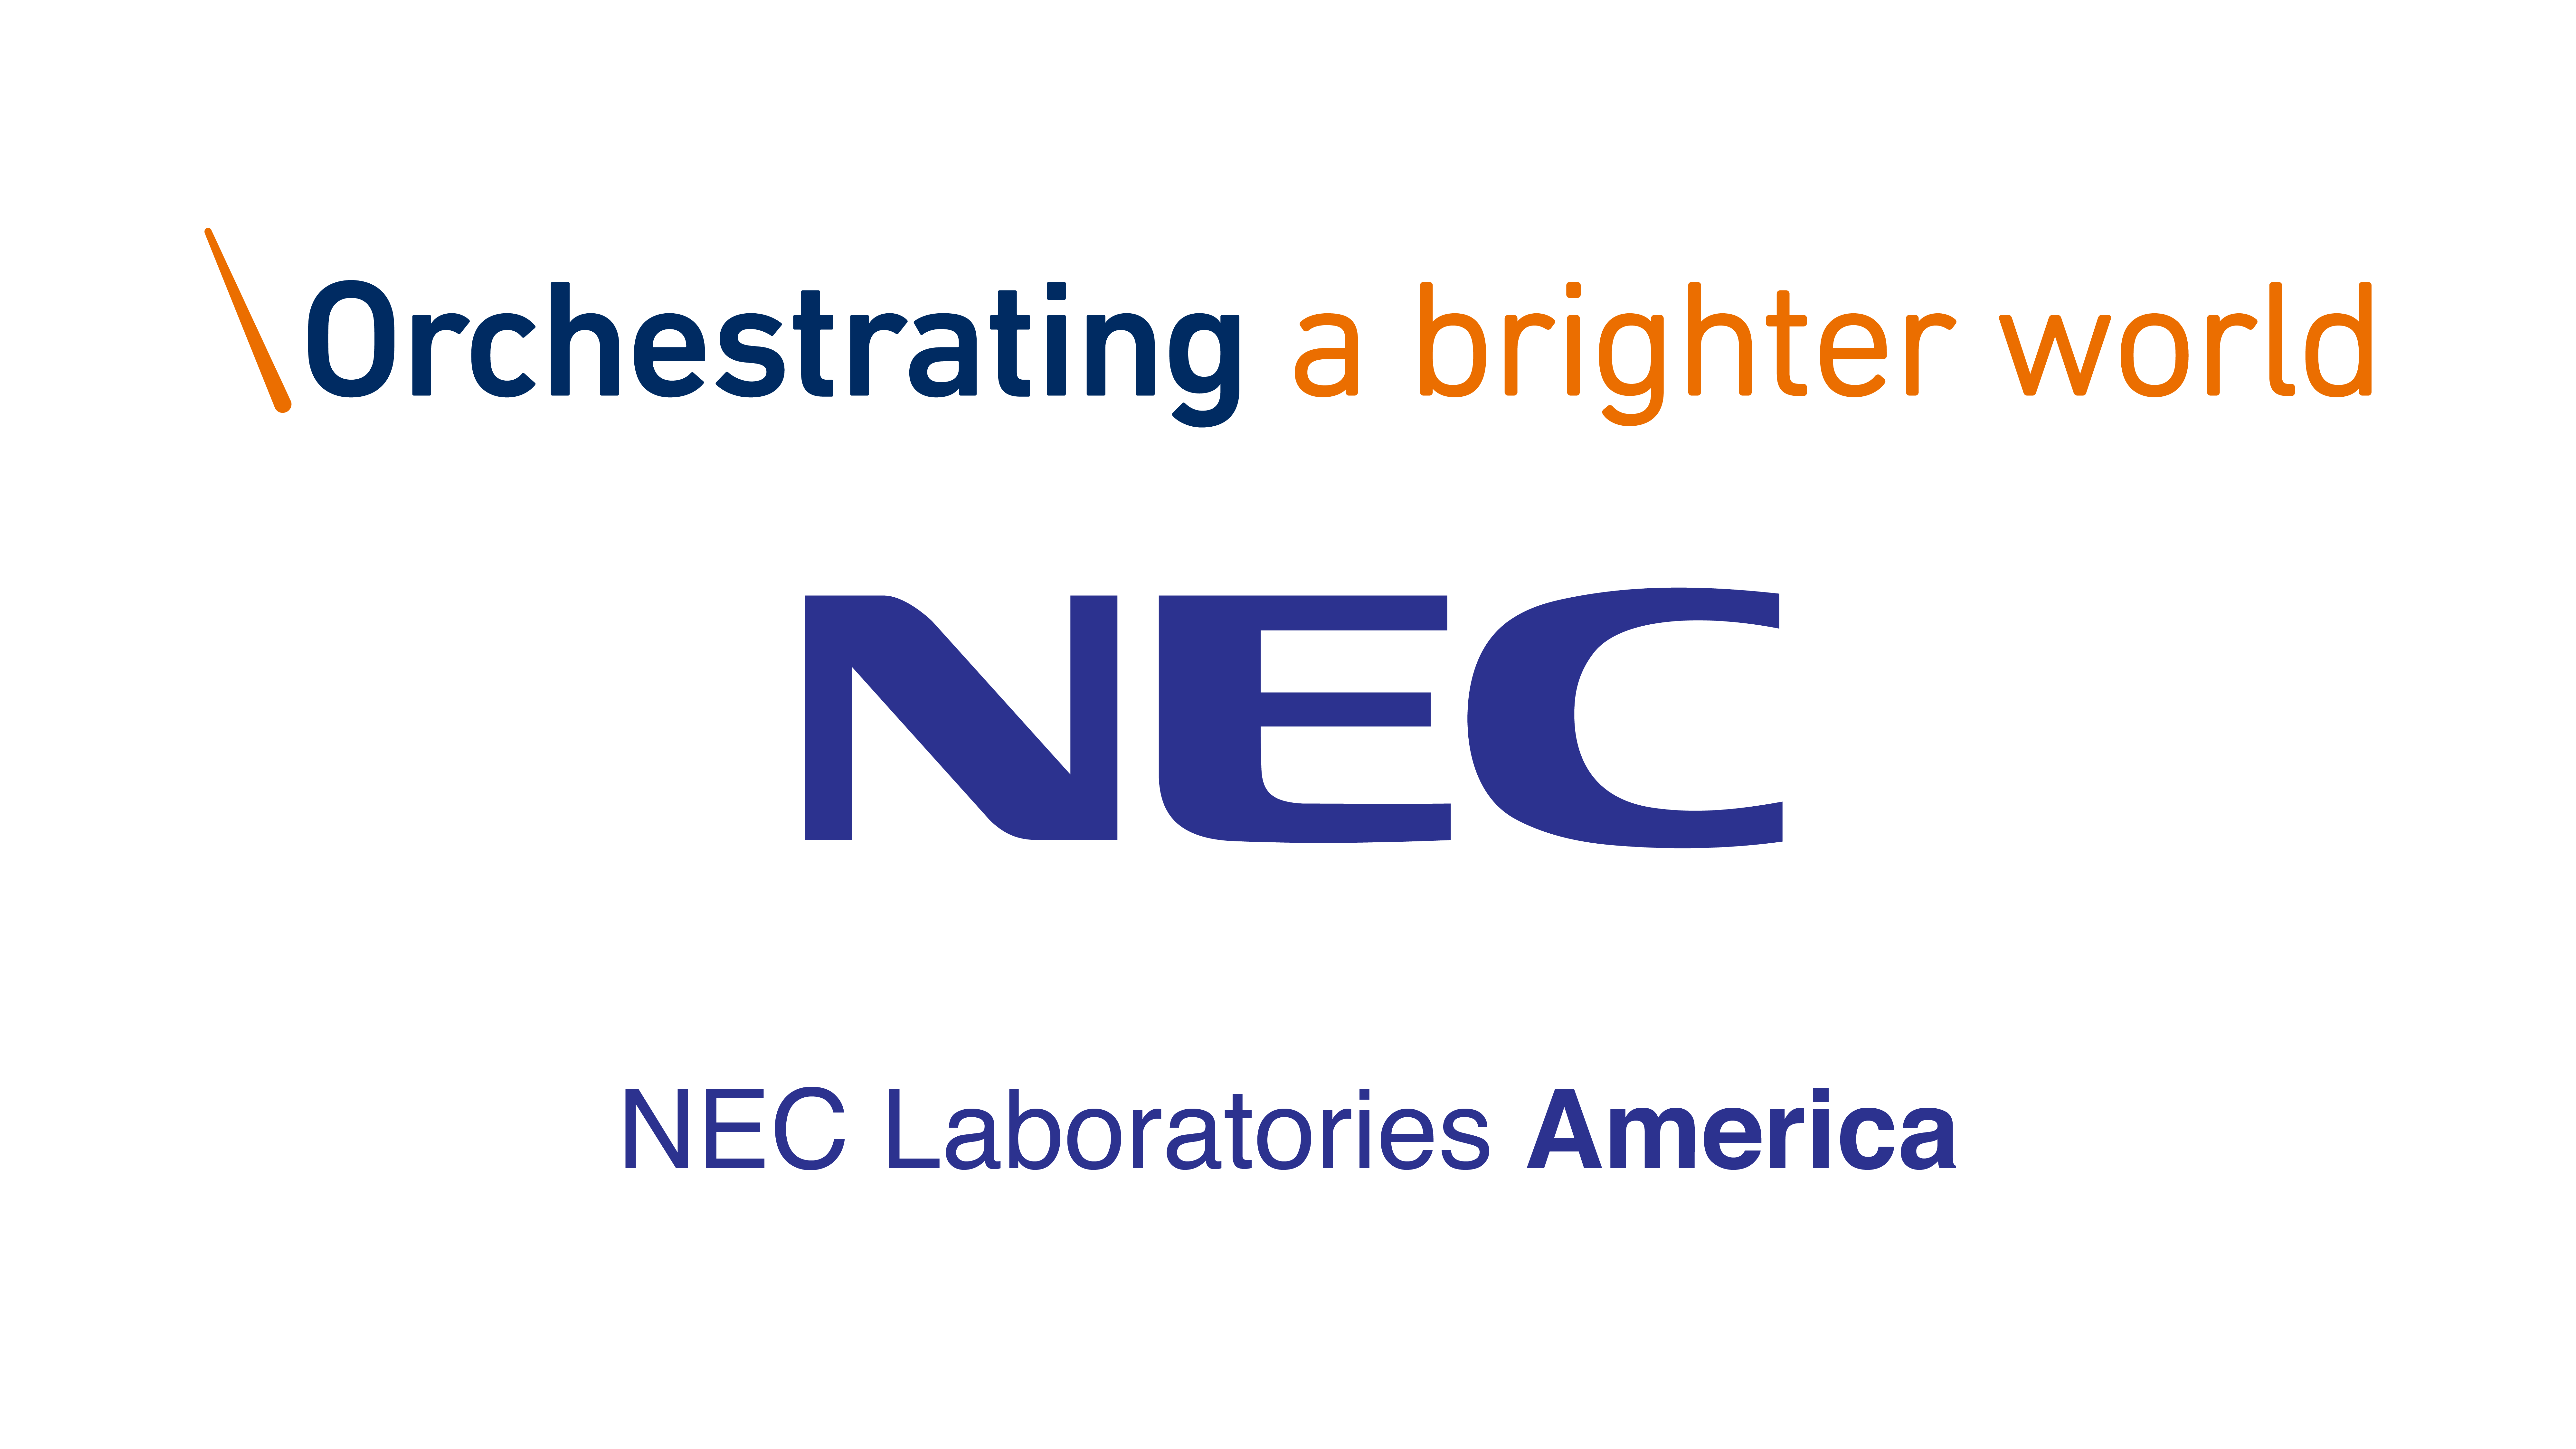 \Orchestrating a brighter world
NEC
NEC Laboratories America